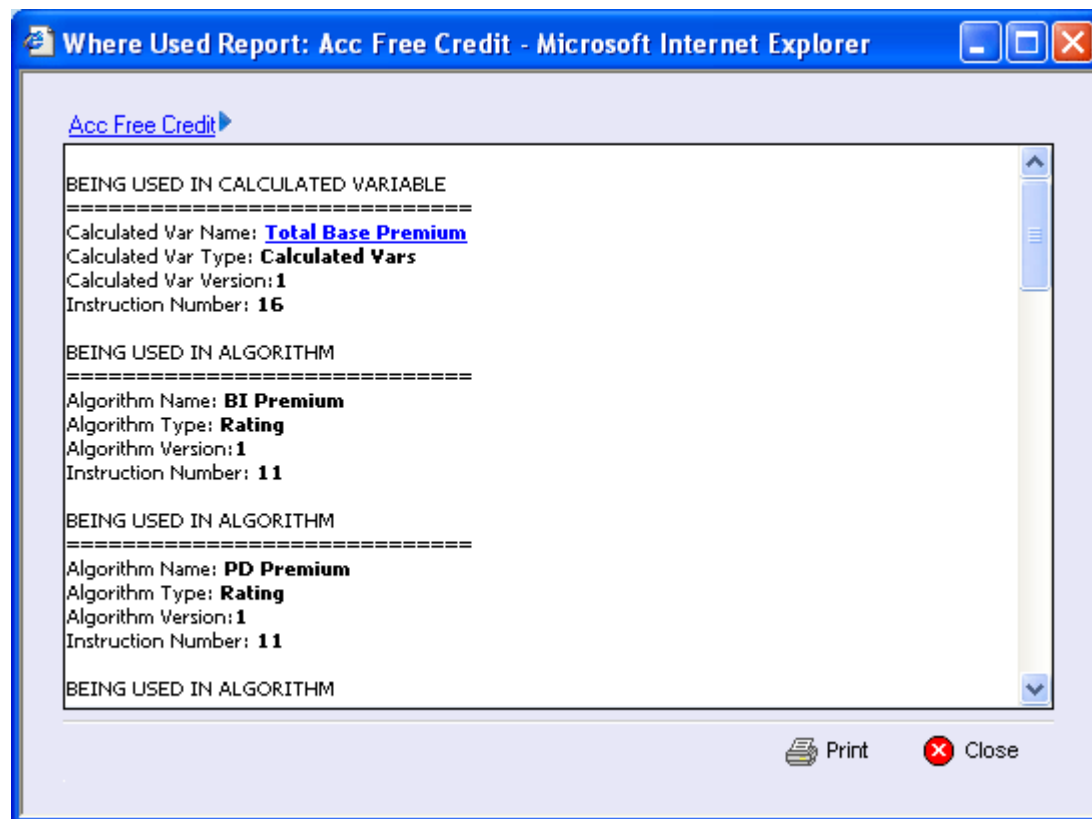 Where Used Report: Acc Free Credit - Microsoft Internet Explorer
Acc Free Credit
BEING USED IN CALCULATED VARIABLE
==============================
Calculated Var Name: Total Base Premium
Calculated Var Type: Calculated Vars
Calculated Var Version:1
Instruction Number: 16
BEING USED IN ALGORITHM
==============================
Algorithm Name: BI Premium
Algorithm Type: Rating
Algorithm Version:1
Instruction Number: 11
BEING USED IN ALGORITHM
==============================
Algorithm Name: PD Premium
Algorithm Type: Rating
Algorithm Version:1
Instruction Number: 11
BEING USED IN ALGORITHM
Print Close